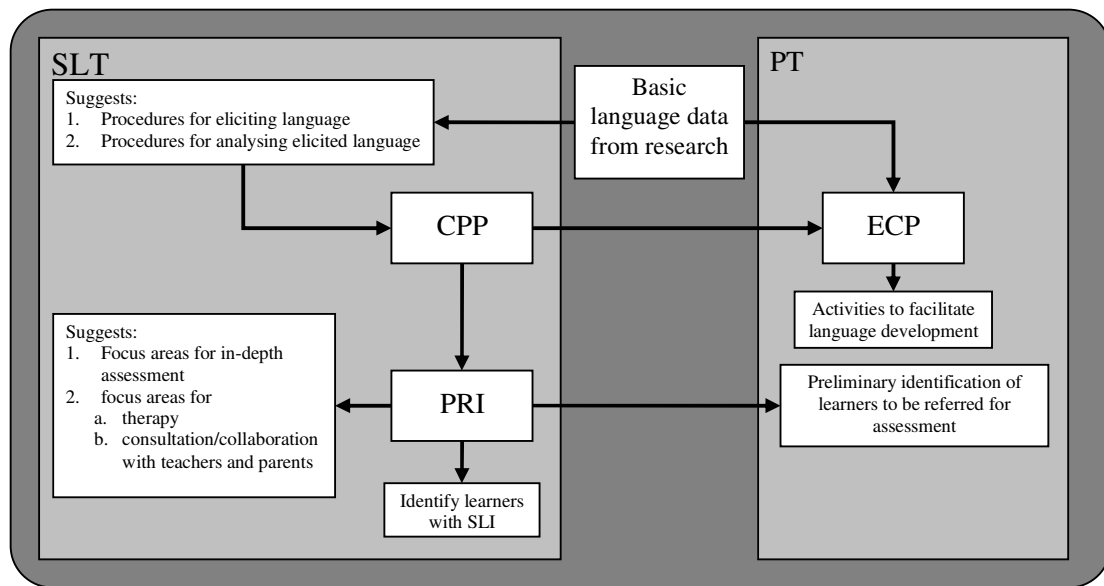 SLT
Suggests:
1. Procedures for eliciting language
2. Procedures for analysing elicited language
Basic
language data
from research
PT
CPP
ECP
Activities to facilitate
language development
Suggests:
1. Focus areas for in-depth
assessment
2. focus areas for
a. therapy
b. consultation/collaboration
with teachers and parents
PRI
Preliminary identification of
learners to be referred for
assessment
Identify learners
with SLI